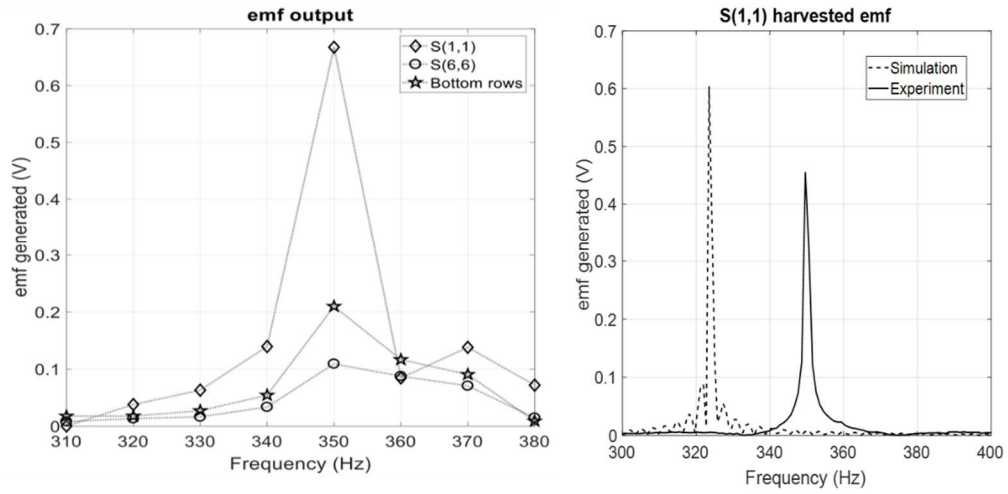 emf output
emf generated (V)
0.7
0.6
0.5
0.4
0.3
0.2
0.1
0
310
320
330
340
350
360
370
380
Frequency (Hz)
S(1,1)
S(6,6)
Bottom rows
S(1,1) harvested emf
emf generated (V)
0.7
0.6
0.5
0.4
0.3
0.2
0.1
0
300
320
340
360
380
400
Frequency (Hz)
Simulation
Experiment